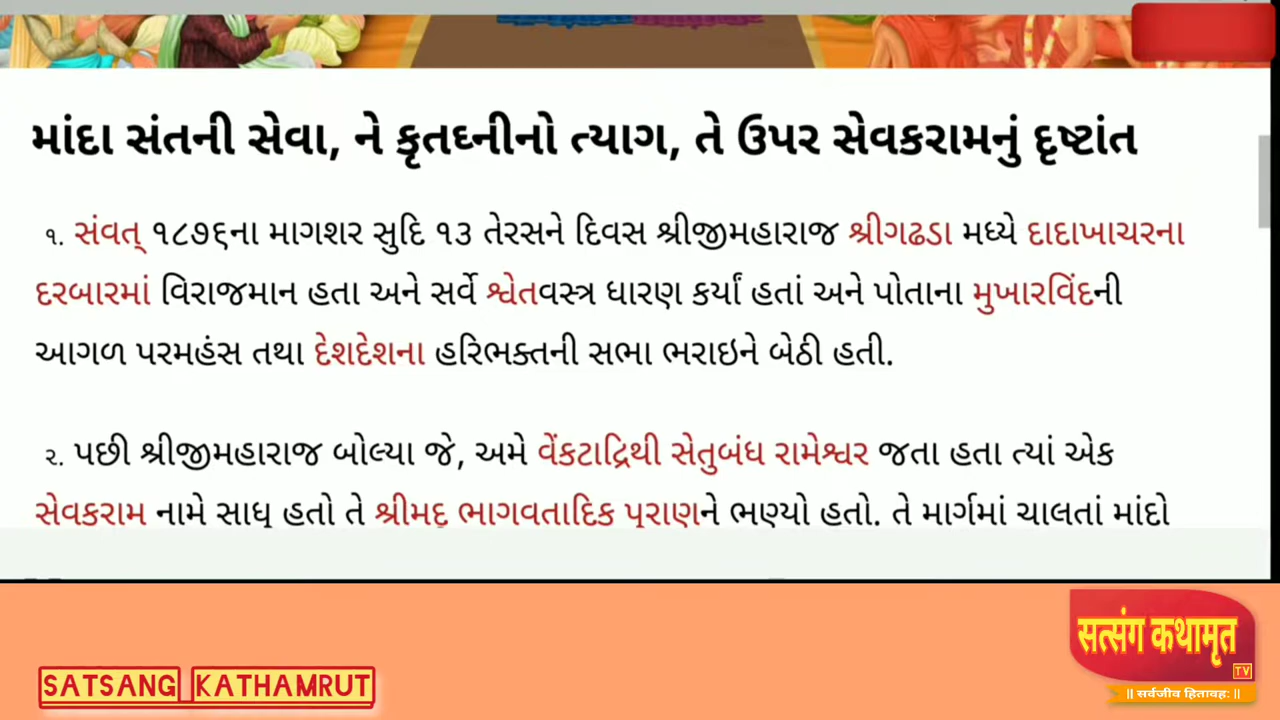 માંદા સંતની સેવા, ને કૃતઘ્નીનો ત્યાગ, તે ઉપર સેવકરામનું દૃષ્ટાંત
૧. સંવત્ ૧૮૭૬ના માગશર સુદિ ૧૩ તેરસને દિવસ શ્રીજીમહારાજ શ્રીગઢડા મધ્યે દાદાખાચરના
દરબારમાં વિરાજમાન હતા અને સર્વે શ્વેતવસ્ત્ર ધારણ કર્યાં હતાં અને પોતાના મુખારવિંદની
આગળ પરમહંસ તથા દેશદેશના હરિભક્તની સભા ભરાઇને બેઠી હતી.
૨. પછી શ્રીજીમહારાજ બોલ્યા જે, અમે વેંકટાદ્રિથી સેતુબંધ રામેશ્વર જતા હતા ત્યાં એક
સેવકરામ નામે સાધુ હતો તે શ્રીમદ્ ભાગવતાદિક પુરાણને ભણ્યો હતો. તે માર્ગમાં ચાલતાં માંદો
सत्संग कथामृत
TV
|| सर्वजीव हितावहः ||
SATSANG KATHAMRUT